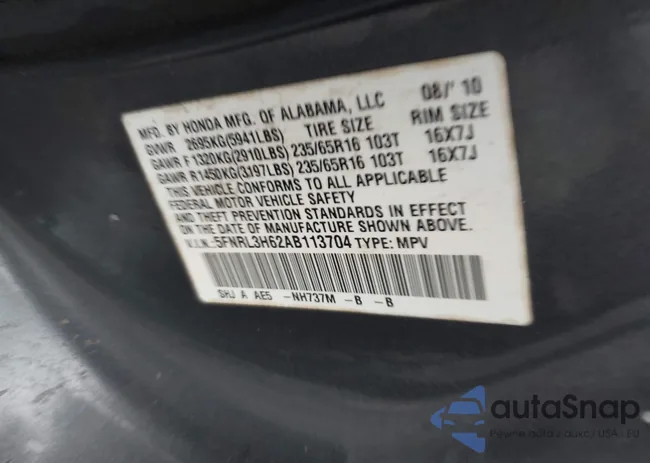 MFD. BY HONDA MFG. OF ALABAMA, LLC 08/' 10
GVWR 2695KG(5941LBS) TIRE SIZE RIM SIZE
GAWR F 1320KG(2910LBS) 235/65R16 103T 16X7J
GAWR R1450KG(3197LBS) 235/65R16 103T 16X7J
THIS VEHICLE CONFORMS TO ALL APPLICABLE
FEDERAL MOTOR VEHICLE SAFETY
AND THEFT PREVENTION STANDARDS IN EFFECT
ON THE DATE OF MANUFACTURE SHOWN ABOVE.
V.I.N.: 5FNRL3H62AB113704 TYPE: MPV
SHJ A AE5 -NH737M -B -B
autoSnap